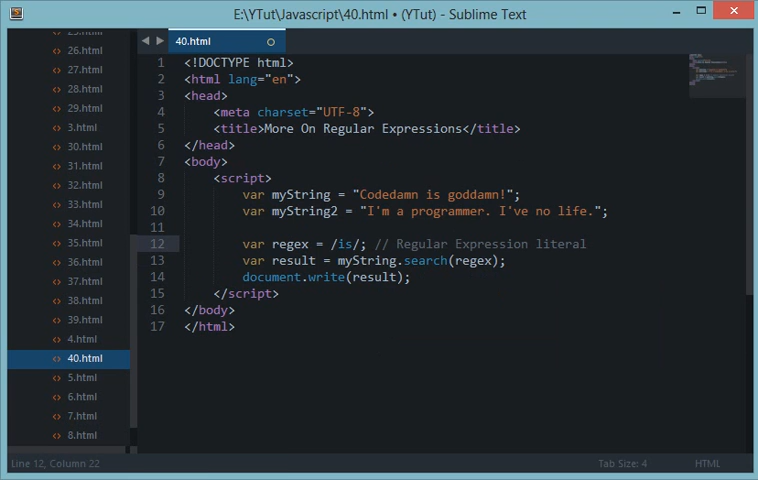 E:\YTut\Javascript\40.html • (YTut) - Sublime Text
26.html
27.html
28.html
29.html
3.html
30.html
31.html
32.html
33.html
34.html
35.html
36.html
37.html
38.html
39.html
4.html
40.html
5.html
6.html
7.html
8.html
40.html
1 <!DOCTYPE html>
2 <html lang="en">
3 <head>
4 <meta charset="UTF-8">
5 <title>More On Regular Expressions</title>
6 </head>
7 <body>
8 <script>
9 var myString = "Codedamn is goddamn!";
10 var myString2 = "I'm a programmer. I've no life.";
11
12 var regex = /is/; // Regular Expression literal
13 var result = myString.search(regex);
14 document.write(result);
15 </script>
16 </body>
17 </html>
Line 12, Column 22
Tab Size: 4
HTML